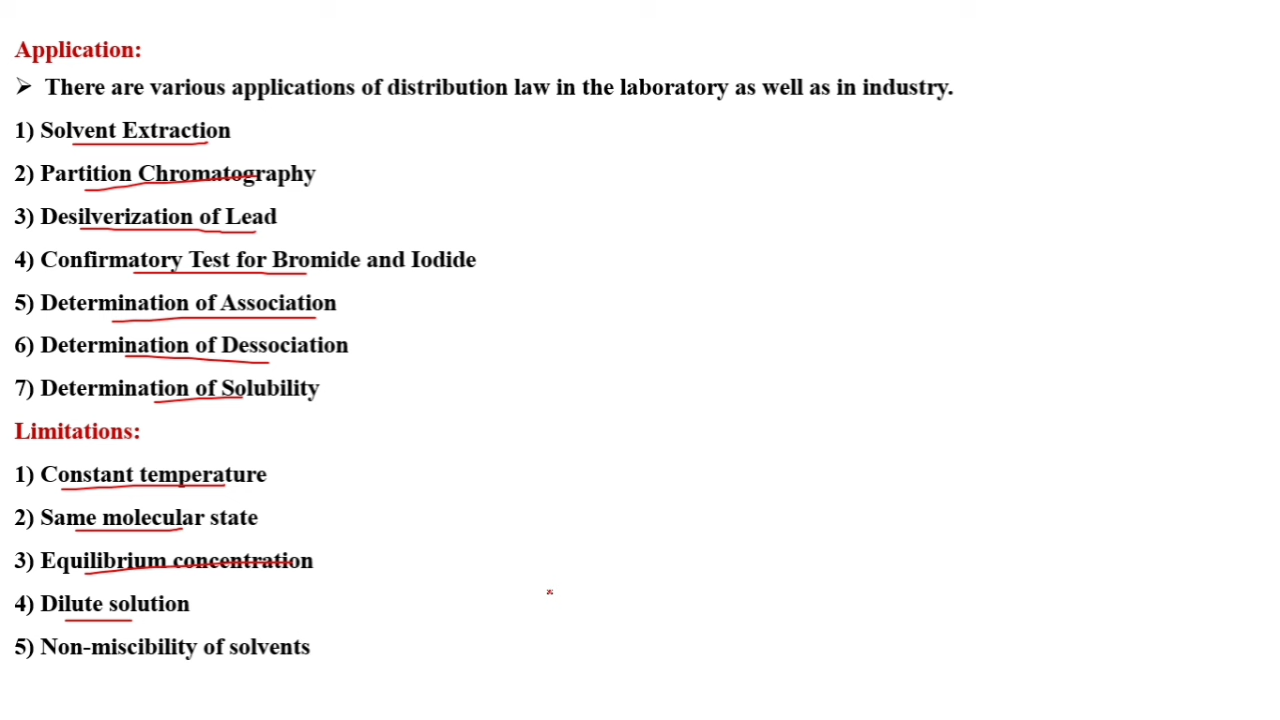 Application:
➢ There are various applications of distribution law in the laboratory as well as in industry.
1) Solvent Extraction
2) Partition Chromatography
3) Desilverization of Lead
4) Confirmatory Test for Bromide and Iodide
5) Determination of Association
6) Determination of Dessociation
7) Determination of Solubility
Limitations:
1) Constant temperature
2) Same molecular state
3) Equilibrium concentration
4) Dilute solution
5) Non-miscibility of solvents